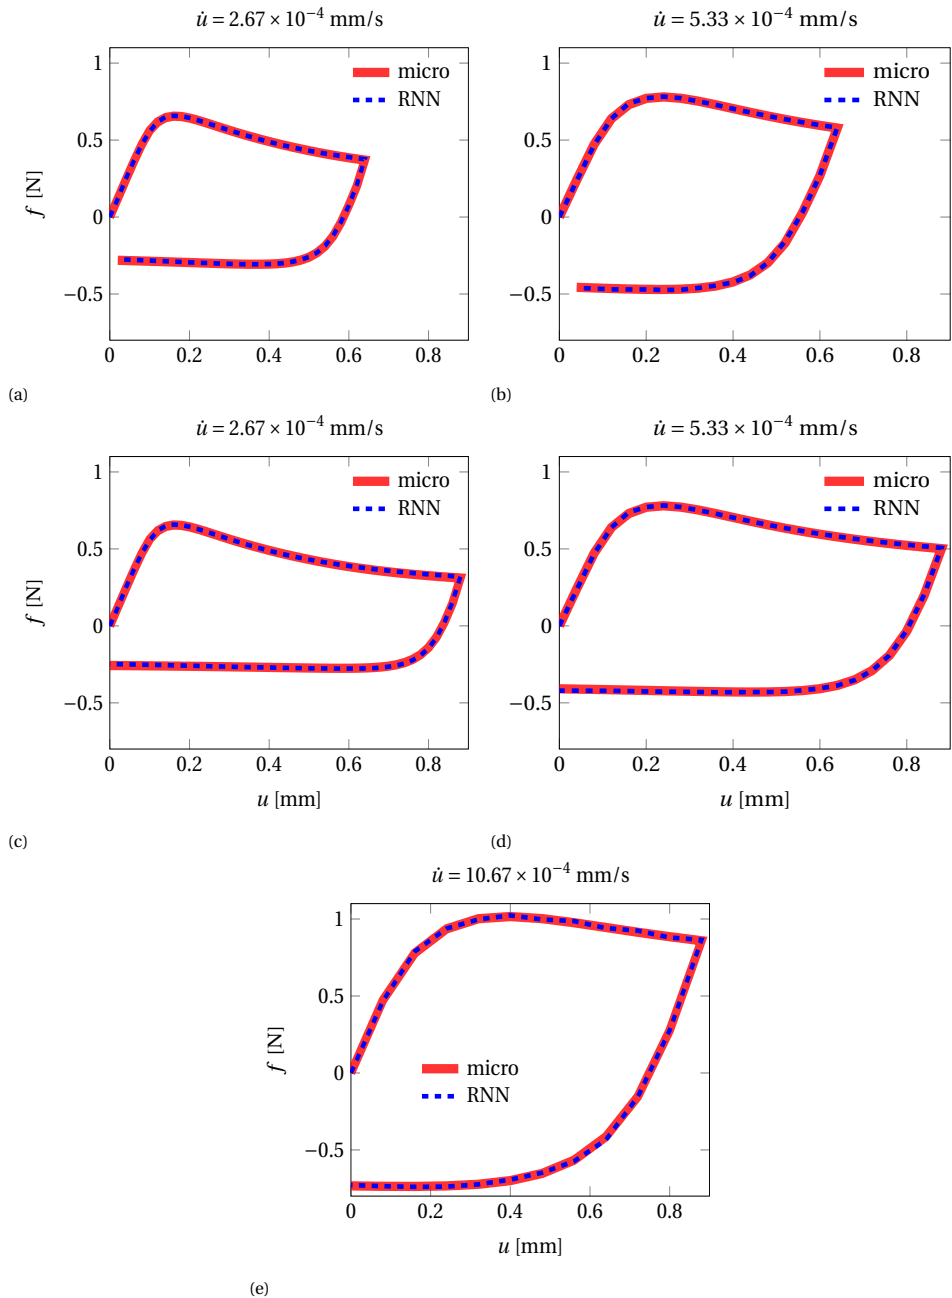 u̇ = 2.67 × 10⁻⁴ mm/s
u̇ = 5.33 × 10⁻⁴ mm/s
1
0.5
0
−0.5
f [N]
micro
RNN
0 0.2 0.4 0.6 0.8
1
0.5
0
−0.5
micro
RNN
0 0.2 0.4 0.6 0.8
(a)
(b)
u̇ = 2.67 × 10⁻⁴ mm/s
u̇ = 5.33 × 10⁻⁴ mm/s
1
0.5
0
−0.5
f [N]
micro
RNN
0 0.2 0.4 0.6 0.8
u [mm]
1
0.5
0
−0.5
micro
RNN
0 0.2 0.4 0.6 0.8
u [mm]
(c)
(d)
u̇ = 10.67 × 10⁻⁴ mm/s
1
0.5
0
−0.5
f [N]
micro
RNN
0 0.2 0.4 0.6 0.8
u [mm]
(e)